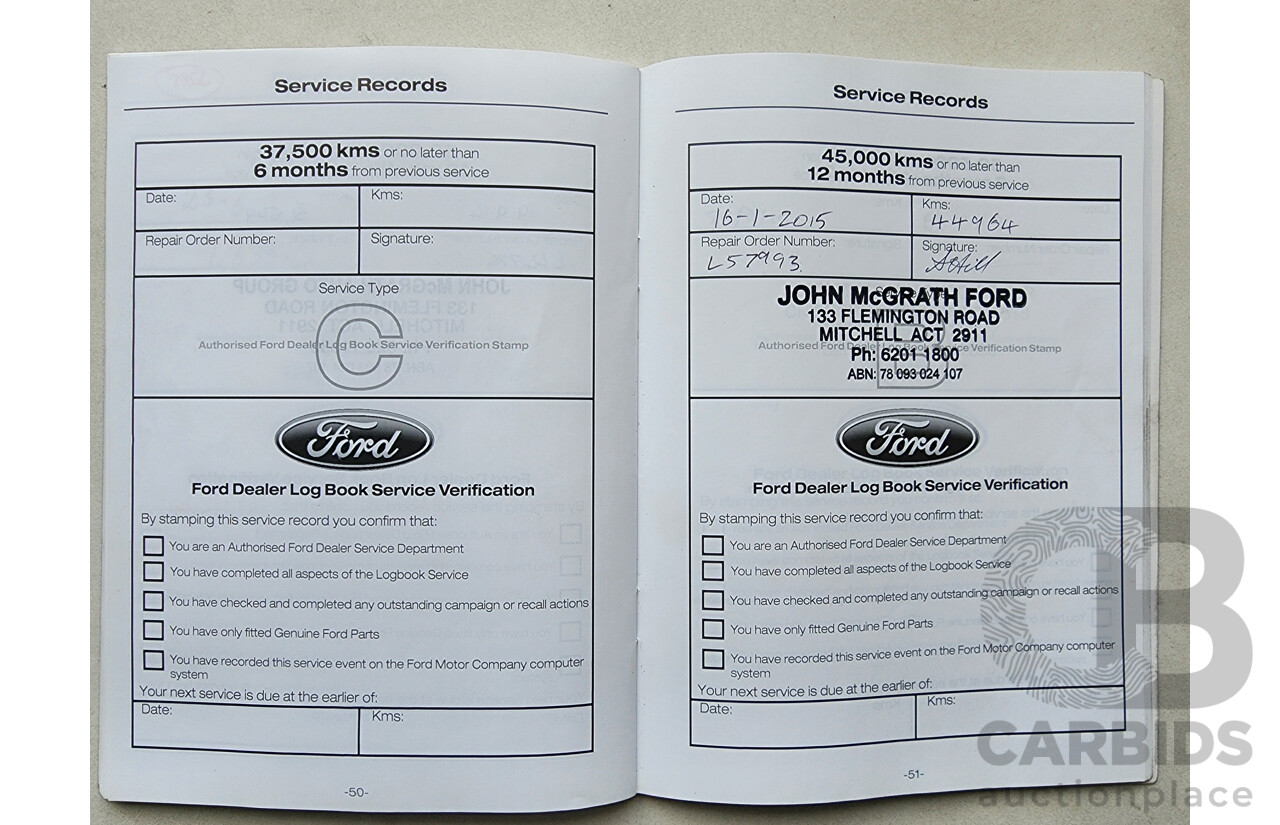 Service Records
37,500 kms or no later than
6 months from previous service
Date:
Kms:
Repair Order Number:
Signature:
Service Type
C
Authorised Ford Dealer Log Book Service Verification Stamp
Ford
Ford Dealer Log Book Service Verification
By stamping this service record you confirm that:
You are an Authorised Ford Dealer Service Department
You have completed all aspects of the Logbook Service
You have checked and completed any outstanding campaign or recall actions
You have only fitted Genuine Ford Parts
You have recorded this service event on the Ford Motor Company computer
system
Your next service is due at the earlier of:
Date:
Kms:
-50-
Service Records
45,000 kms or no later than
12 months from previous service
Date:
16-1-2015
Kms:
44964
Repair Order Number:
L57993.
Signature:
Service Type
JOHN McGRATH FORD
133 FLEMINGTON ROAD
MITCHELL ACT 2911
Authorised Ford Dealer Log Book Service Verification Stamp
B
Ph: 6201 1800
ABN: 78 093 024 107
Ford
Ford Dealer Log Book Service Verification
By stamping this service record you confirm that:
You are an Authorised Ford Dealer Service Department
You have completed all aspects of the Logbook Service
You have checked and completed any outstanding campaign or recall actions
You have only fitted Genuine Ford Parts
You have recorded this service event on the Ford Motor Company computer
system
Your next service is due at the earlier of:
Date:
Kms:
-51-
CB
CARBIDS
auctionplace